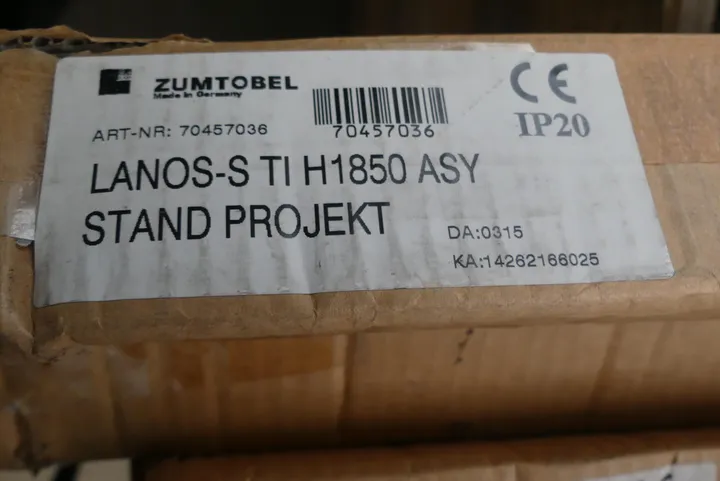 ZUMTOBEL
Made in Germany
CE
ART-NR: 70457036
70457036
IP20
LANOS-S TI H1850 ASY
STAND PROJEKT
DA:0315
KA:14262166025